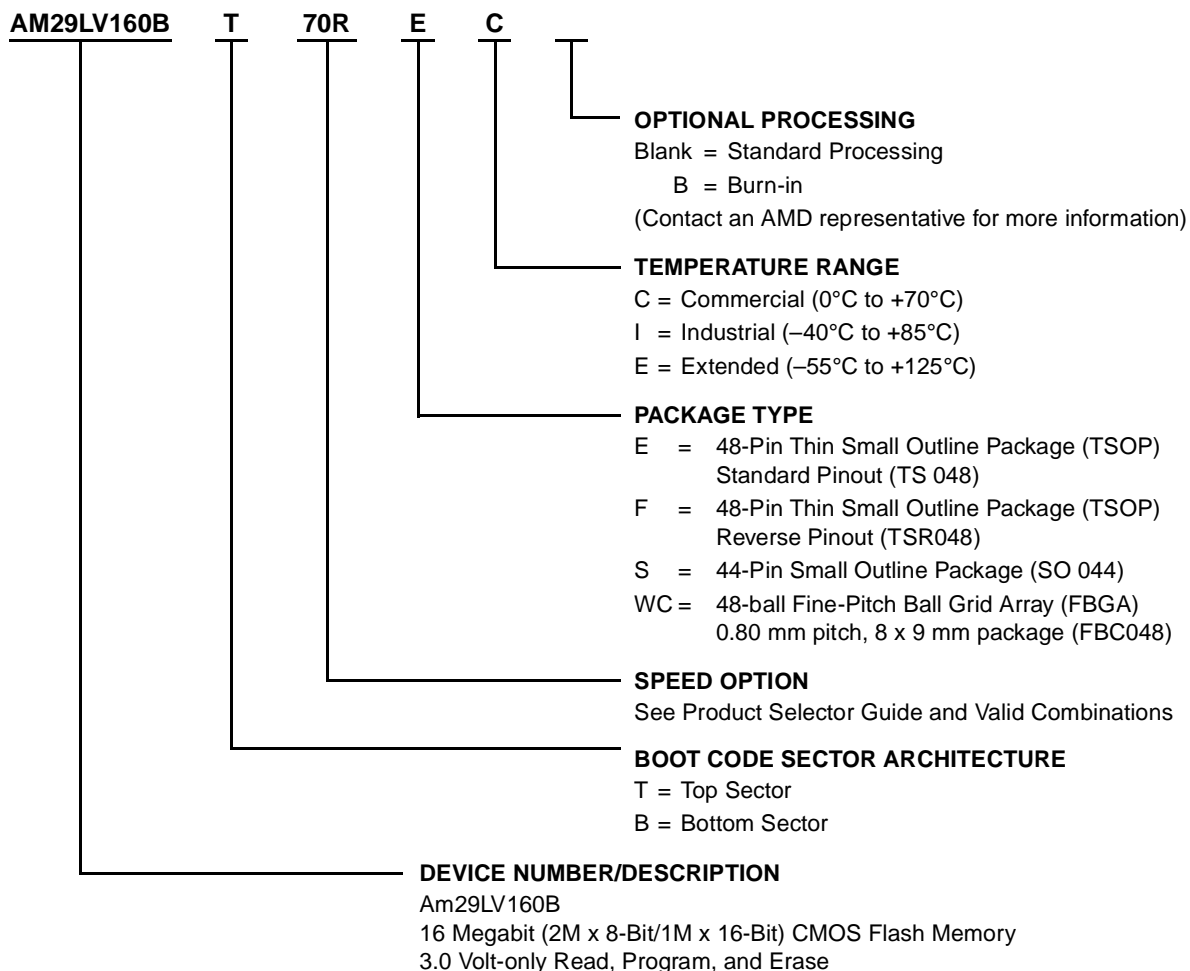 AM29LV160B T 70R E C
OPTIONAL PROCESSING
Blank = Standard Processing
B = Burn-in
(Contact an AMD representative for more information)
TEMPERATURE RANGE
C = Commercial (0°C to +70°C)
I = Industrial (–40°C to +85°C)
E = Extended (–55°C to +125°C)
PACKAGE TYPE
E = 48-Pin Thin Small Outline Package (TSOP)
Standard Pinout (TS 048)
F = 48-Pin Thin Small Outline Package (TSOP)
Reverse Pinout (TSR048)
S = 44-Pin Small Outline Package (SO 044)
WC = 48-ball Fine-Pitch Ball Grid Array (FBGA)
0.80 mm pitch, 8 x 9 mm package (FBC048)
SPEED OPTION
See Product Selector Guide and Valid Combinations
BOOT CODE SECTOR ARCHITECTURE
T = Top Sector
B = Bottom Sector
DEVICE NUMBER/DESCRIPTION
Am29LV160B
16 Megabit (2M x 8-Bit/1M x 16-Bit) CMOS Flash Memory
3.0 Volt-only Read, Program, and Erase